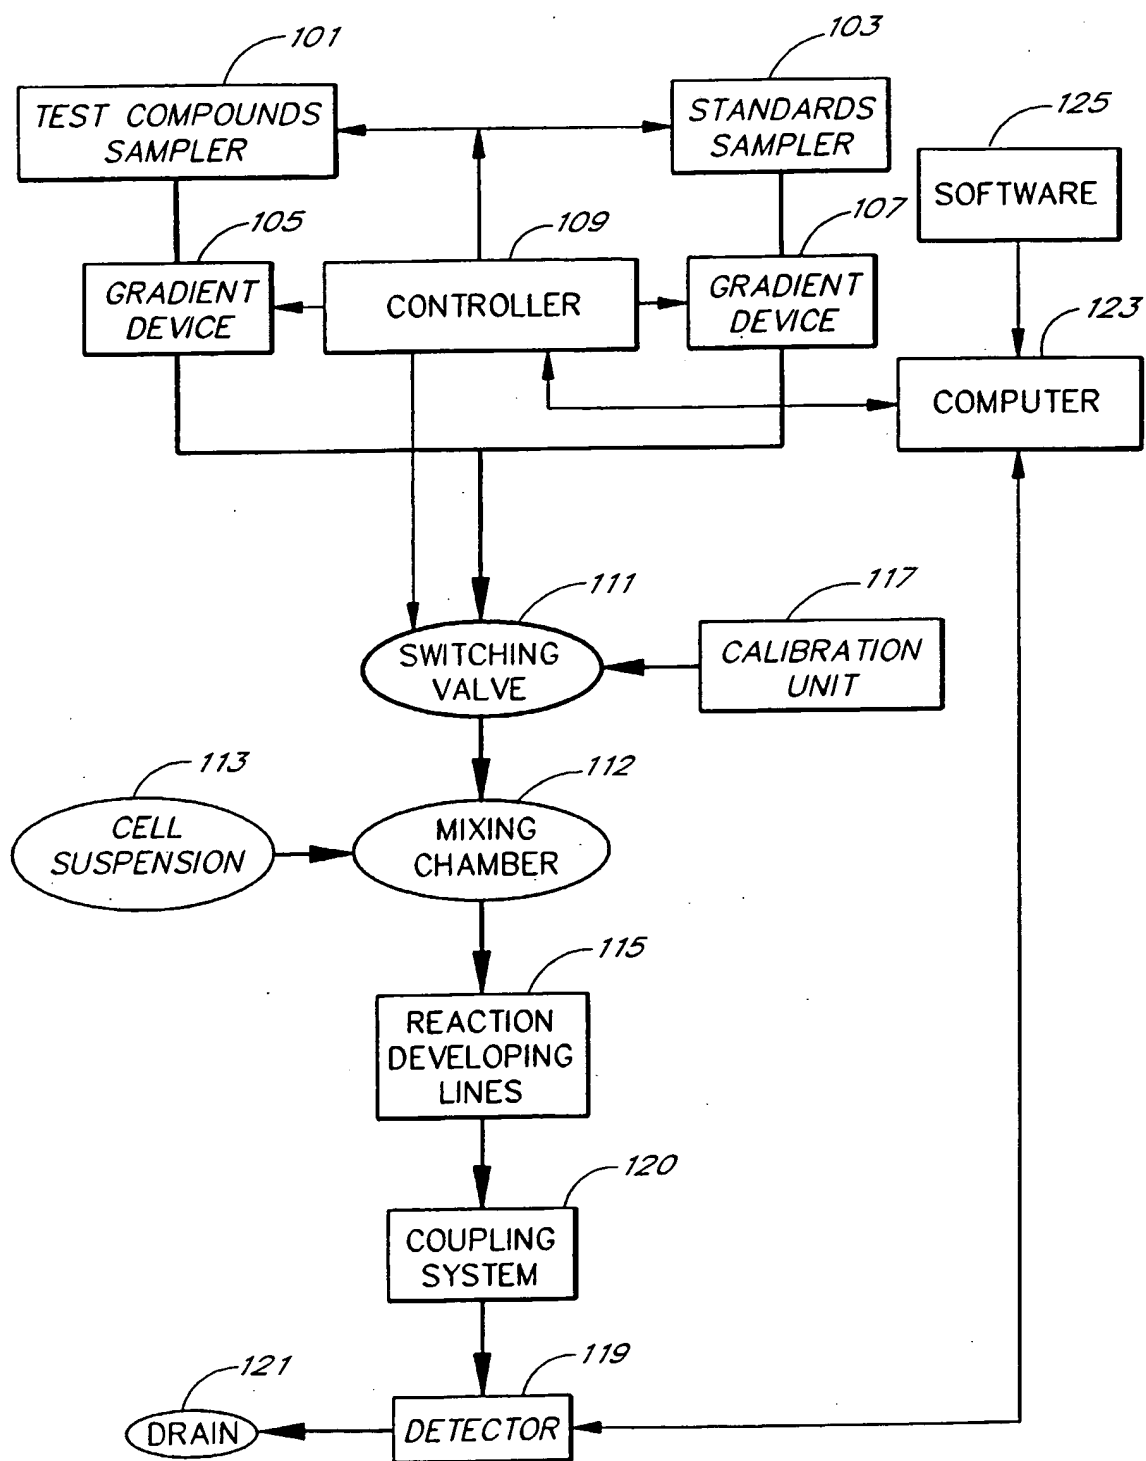 101
103
TEST COMPOUNDS
SAMPLER
STANDARDS
SAMPLER
125
SOFTWARE
105
109
107
GRADIENT
DEVICE
CONTROLLER
GRADIENT
DEVICE
123
COMPUTER
111
117
SWITCHING
VALVE
CALIBRATION
UNIT
113
112
CELL
SUSPENSION
MIXING
CHAMBER
115
REACTION
DEVELOPING
LINES
120
COUPLING
SYSTEM
121
119
DRAIN
DETECTOR